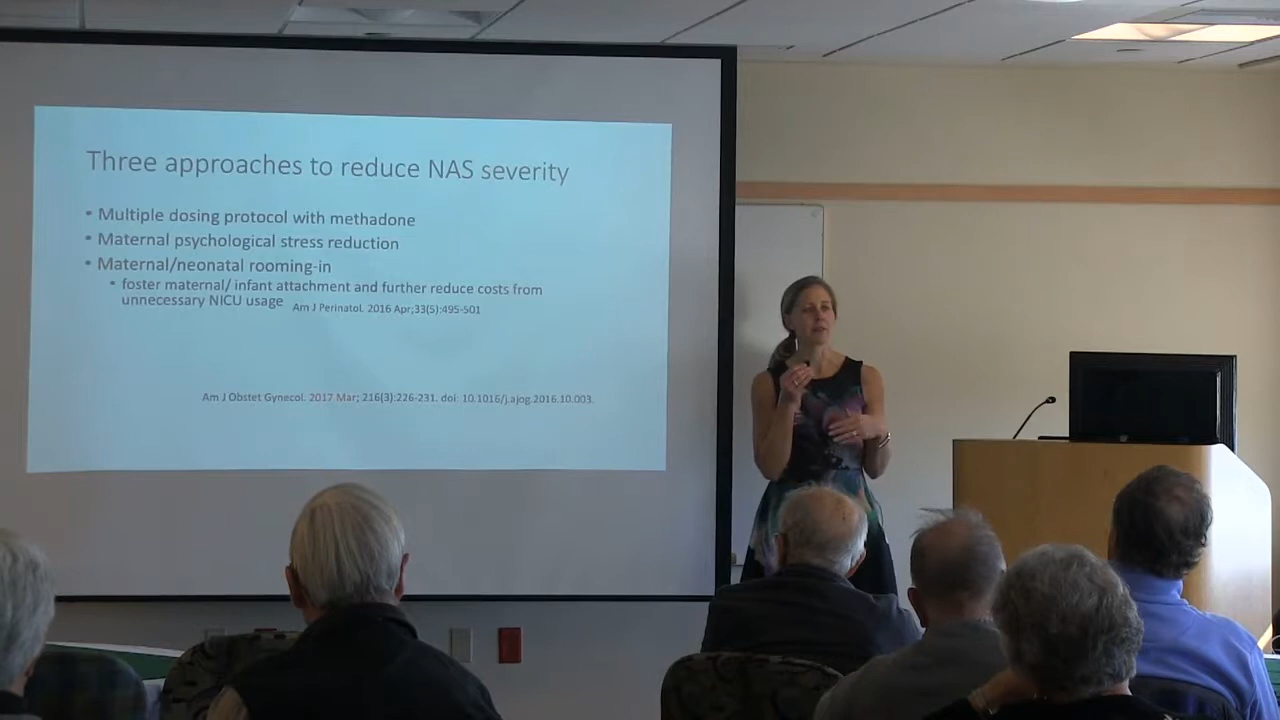 Three approaches to reduce NAS severity
• Multiple dosing protocol with methadone
• Maternal psychological stress reduction
• Maternal/neonatal rooming-in
• foster maternal/ infant attachment and further reduce costs from
unnecessary NICU usage Am J Perinatol. 2016 Apr;33(5):495-501
Am J Obstet Gynecol. 2017 Mar; 216(3):226-231. doi: 10.1016/j.ajog.2016.10.003.